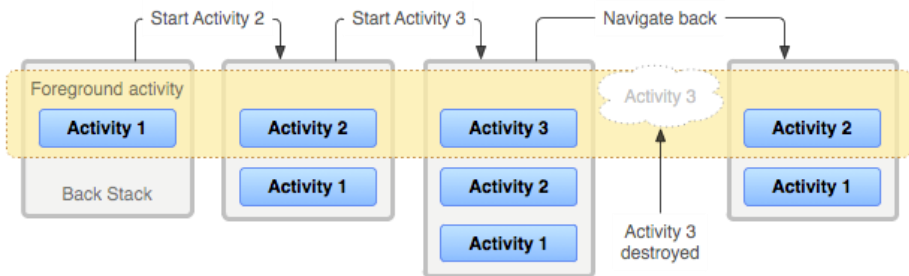 Start Activity 2
Start Activity 3
Navigate back
Foreground activity
Activity 1
Back Stack
Activity 2
Activity 1
Activity 3
Activity 2
Activity 1
Activity 3
Activity 3
destroyed
Activity 2
Activity 1